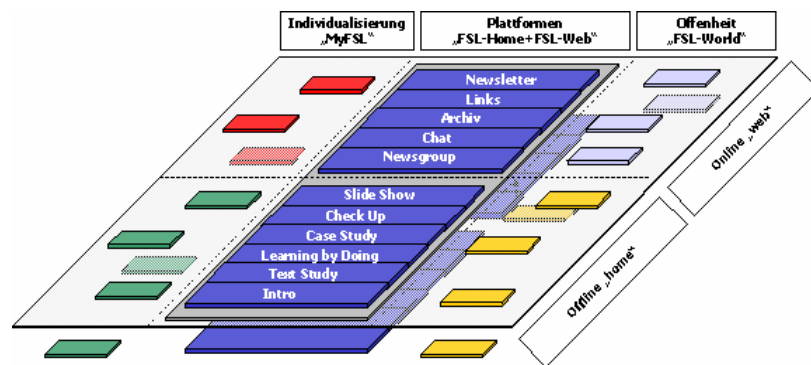 Individualisierung
„MyFSL“
Plattformen
„FSL-Home+FSL-Web“
Offenheit
„FSL-World“
Newsletter
Links
Archiv
Chat
Newsgroup
Slide Show
Check Up
Case Study
Learning by Doing
Text Study
Intro
Online „web“
Offline „home“